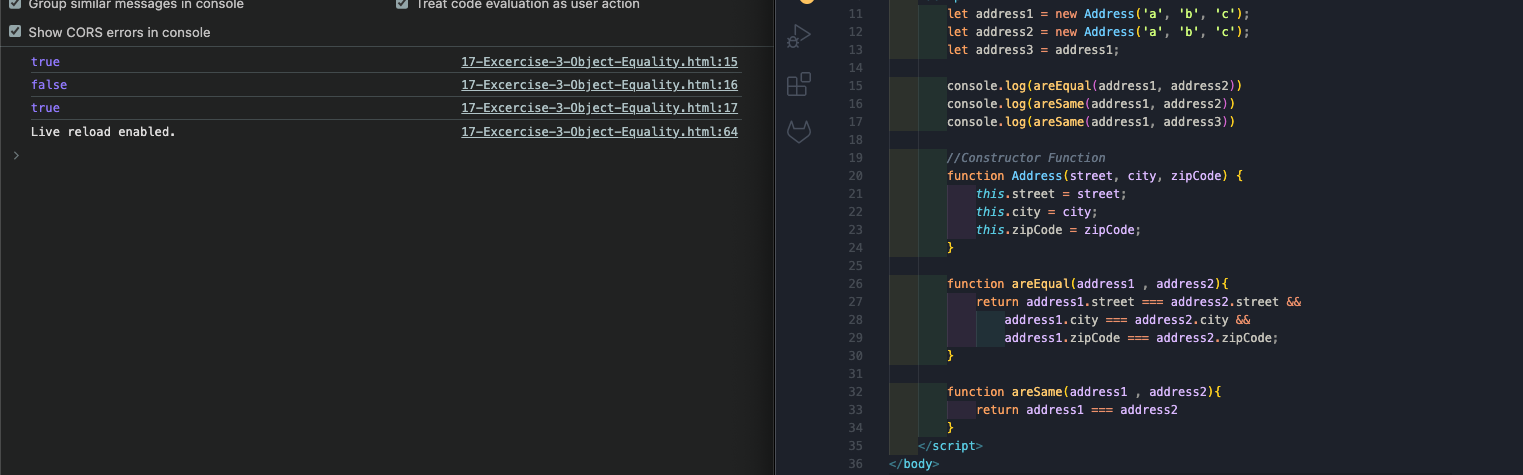 Group similar messages in console
Treat code evaluation as user action
Show CORS errors in console
true 17-Excercise-3-Object-Equality.html:15
false 17-Excercise-3-Object-Equality.html:16
true 17-Excercise-3-Object-Equality.html:17
Live reload enabled. 17-Excercise-3-Object-Equality.html:64
>
11 let address1 = new Address('a', 'b', 'c');
12 let address2 = new Address('a', 'b', 'c');
13 let address3 = address1;
14
15 console.log(areEqual(address1, address2))
16 console.log(areSame(address1, address2))
17 console.log(areSame(address1, address3))
18
19 //Constructor Function
20 function Address(street, city, zipCode) {
21 this.street = street;
22 this.city = city;
23 this.zipCode = zipCode;
24 }
25
26 function areEqual(address1 , address2){
27 return address1.street === address2.street &&
28 address1.city === address2.city &&
29 address1.zipCode === address2.zipCode;
30 }
31
32 function areSame(address1 , address2){
33 return address1 === address2
34 }
35 </script>
36 </body>